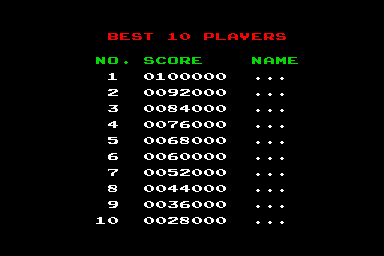 BEST 10 PLAYERS
NO. SCORE NAME
1 0100000 ...
2 0092000 ...
3 0084000 ...
4 0076000 ...
5 0068000 ...
6 0060000 ...
7 0052000 ...
8 0044000 ...
9 0036000 ...
10 0028000 ...